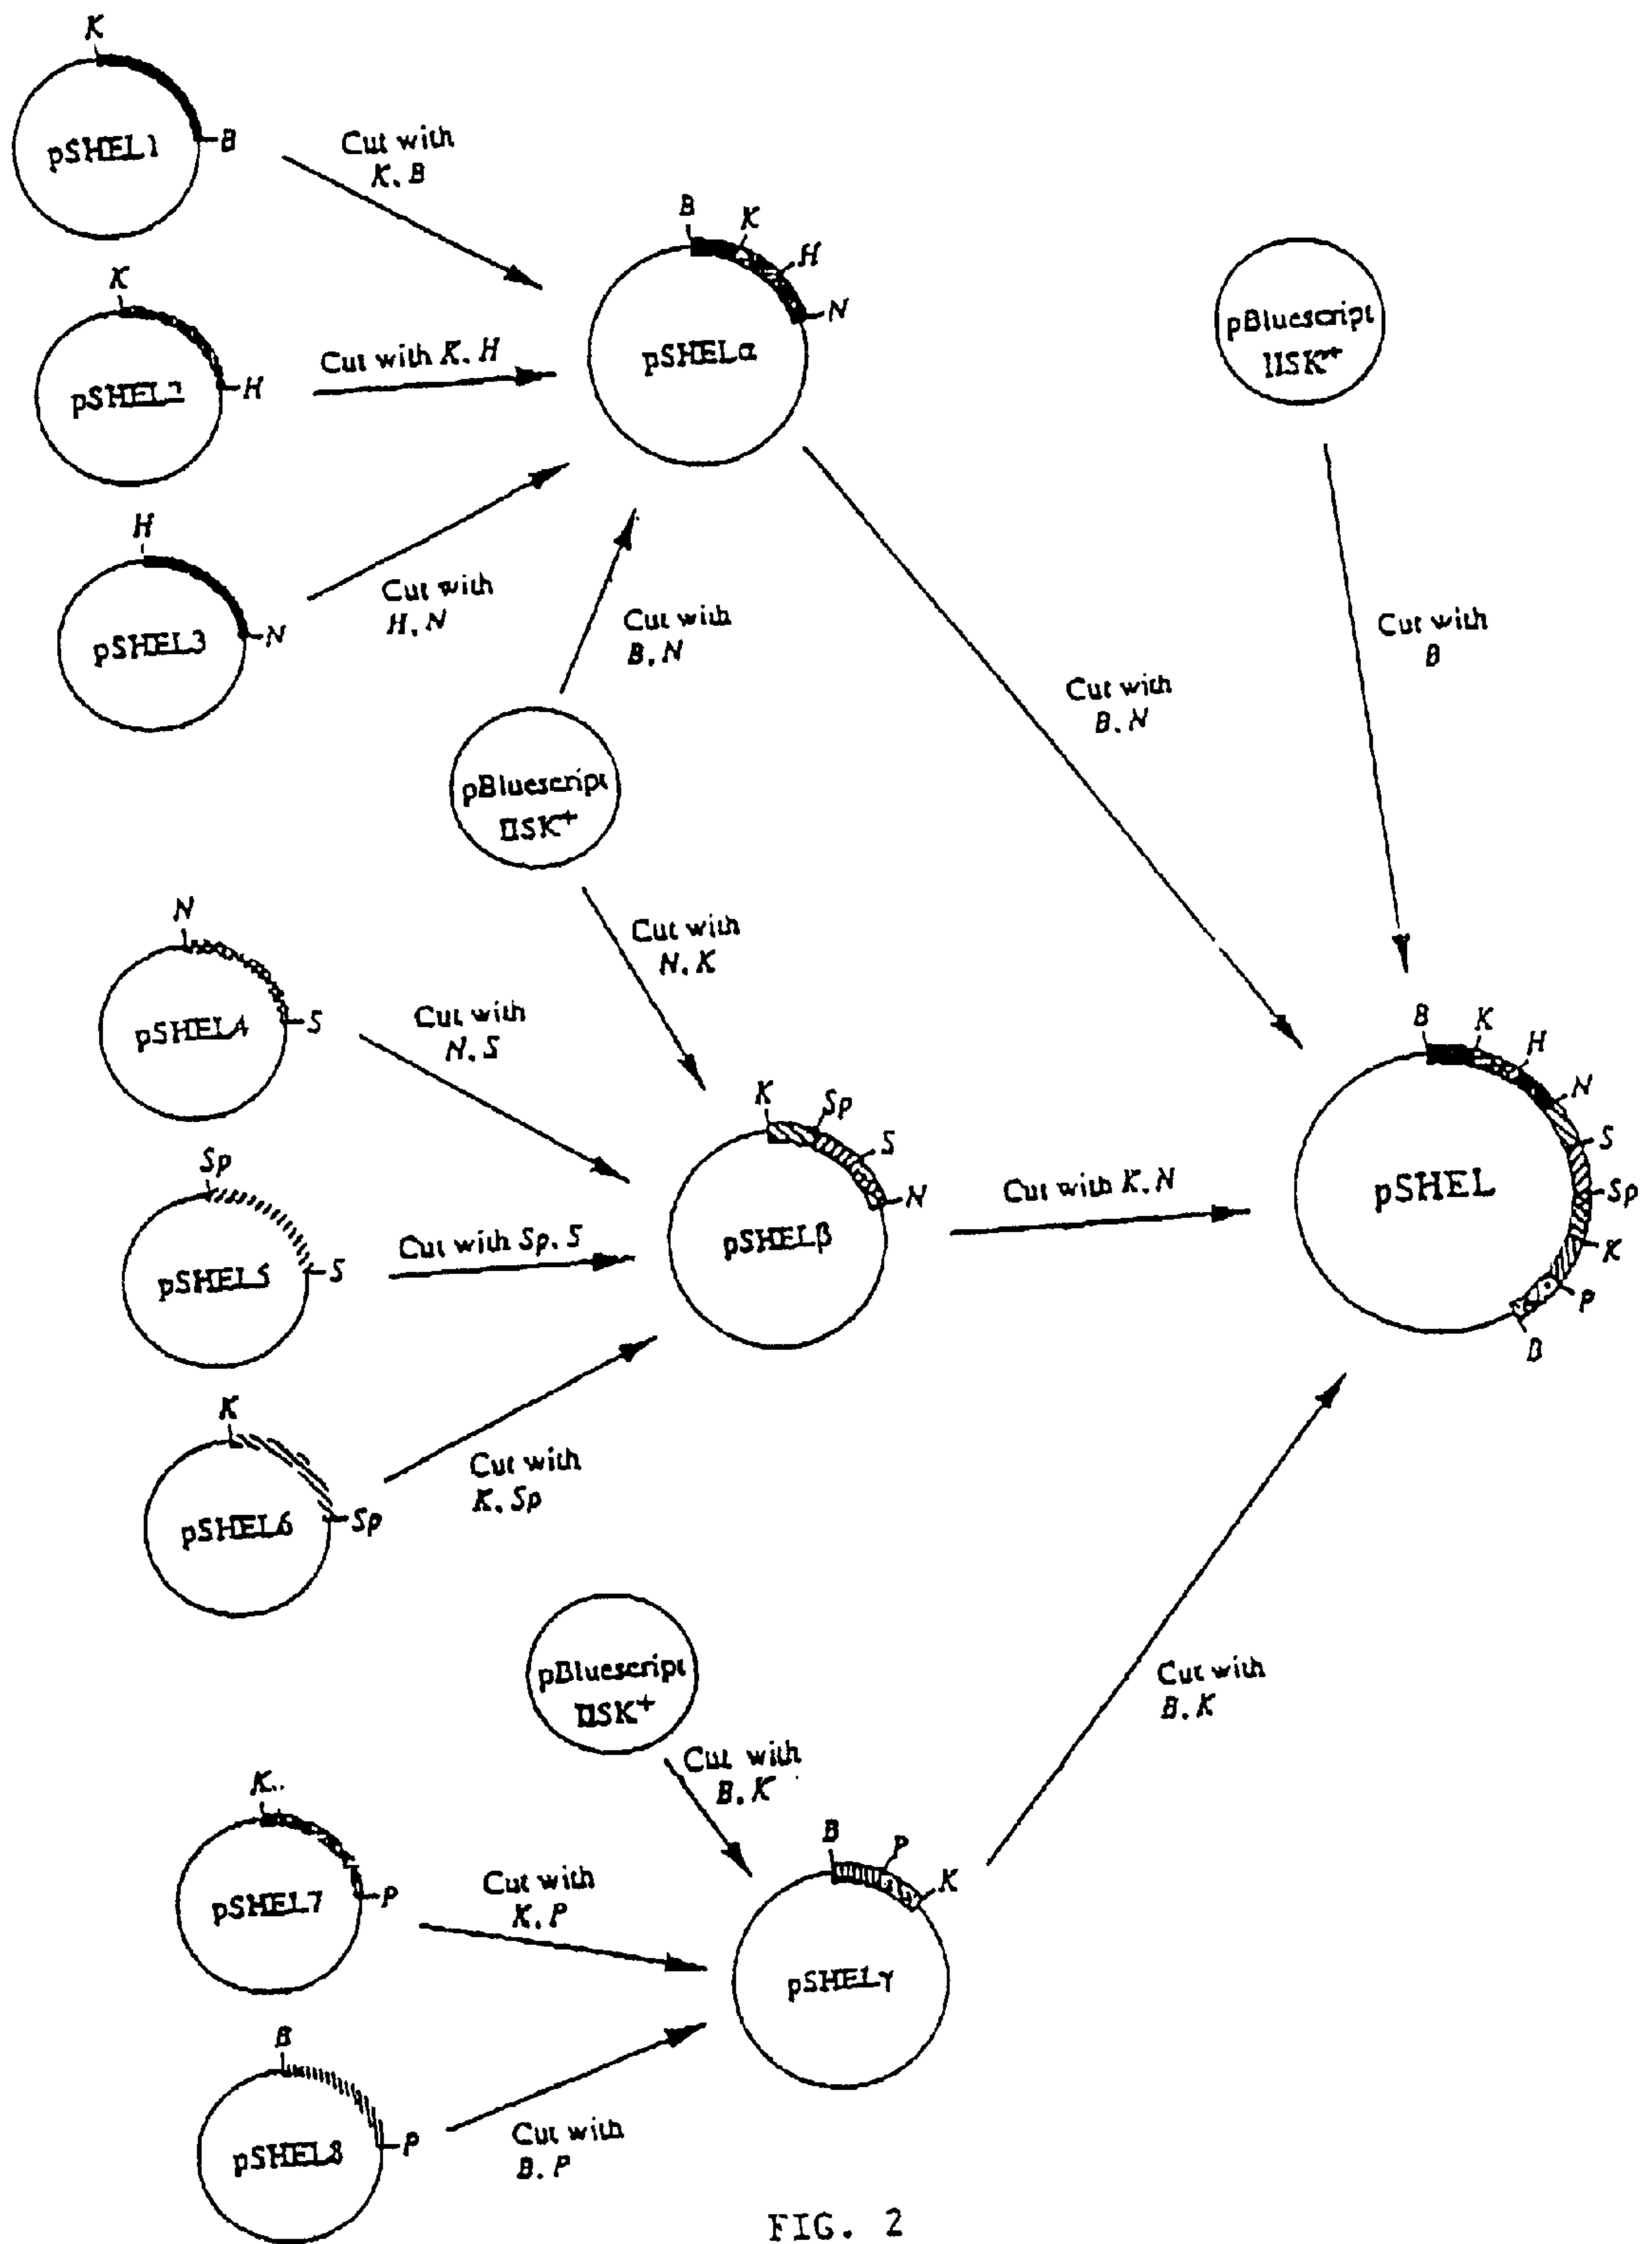 K
B
pSHEL1
Cut with
K, B
K
H
pSHEL2
Cut with K, H
H
N
pSHEL3
Cut with
H, N
B
K
H
N
pSHELα
pBluescript
IISK+
Cut with
B
Cut with
B, N
pBluescript
IISK+
Cut with
N, K
Cut with
B, N
N
S
pSHEL4
Cut with
N, S
Sp
S
pSHEL5
Cut with Sp, S
K
Sp
pSHEL6
Cut with
K, Sp
K
Sp
S
N
pSHELβ
Cut with K, N
B
K
H
N
S
Sp
K
P
B
pSHEL
pBluescript
IISK+
Cut with
B, K
Cut with
B, K
K
P
pSHEL7
Cut with
K, P
B
P
K
pSHELγ
B
P
pSHEL8
Cut with
B, P
FIG. 2